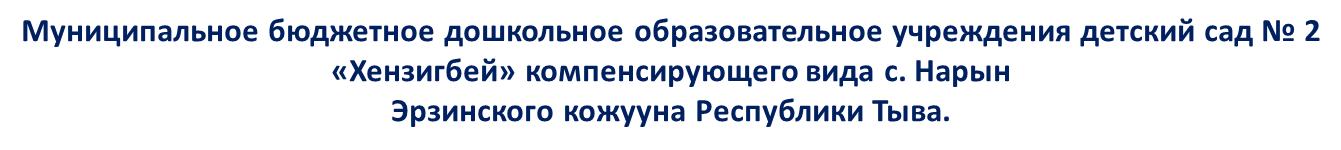 Муниципальное бюджетное дошкольное образовательное учреждения детский сад № 2
«Хензигбей» компенсирующего вида с. Нарын
Эрзинского кожууна Республики Тыва.